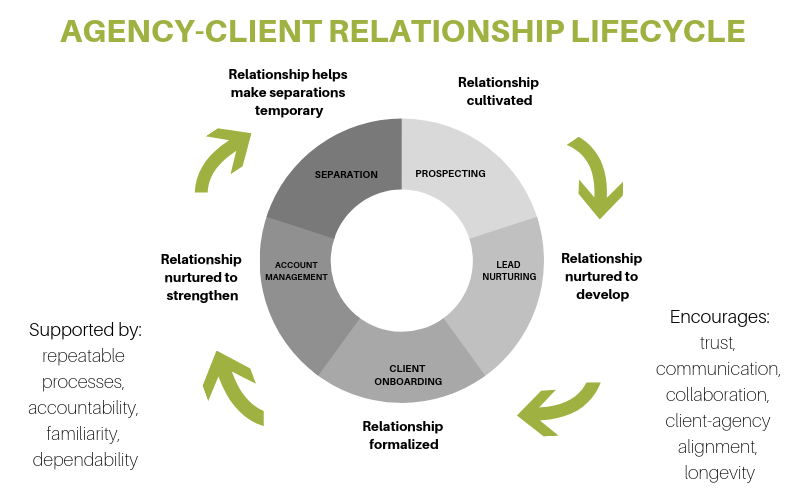 AGENCY-CLIENT RELATIONSHIP LIFECYCLE
Relationship helps
make separations
temporary
Relationship
cultivated
SEPARATION
PROSPECTING
Relationship
nurtured to
strengthen
ACCOUNT
MANAGEMENT
LEAD
NURTURING
Relationship
nurtured to
develop
Supported by:
repeatable
processes,
accountability,
familiarity,
dependability
CLIENT
ONBOARDING
Relationship
formalized
Encourages:
trust,
communication,
collaboration,
client-agency
alignment,
longevity